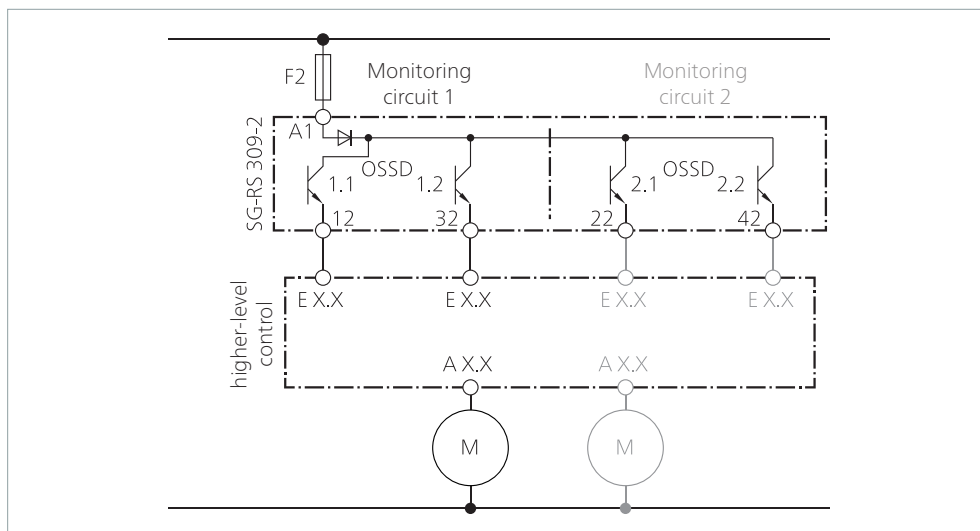 F2
Monitoring
circuit 1
Monitoring
circuit 2
A1
SG-RS 309-2
1.1
OSSD
1.2
2.1
OSSD
2.2
12
32
22
42
E X.X
E X.X
E X.X
E X.X
higher-level
control
A X.X
A X.X
M
M